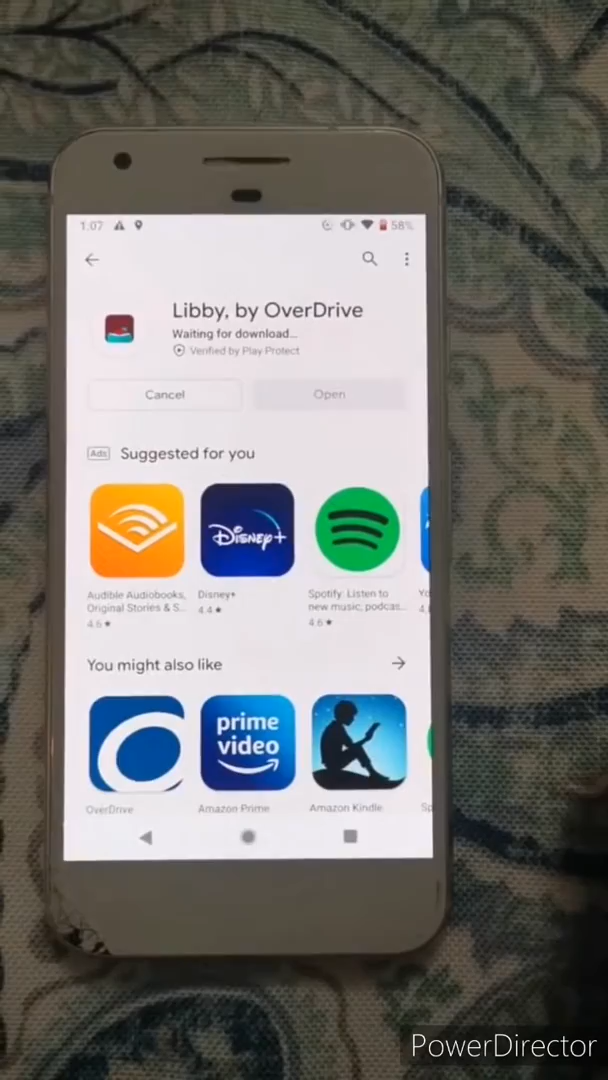 1:07 58%
Libby, by OverDrive
Waiting for download...
Verified by Play Protect
Cancel Open
Ads Suggested for you
Disney+
Audible Audiobooks, Disney+ Spotify: Listen to
Original Stories & S... 4.4★ new music, podcas...
4.6★ 4.6★
You might also like
prime
video
OverDrive Amazon Prime Amazon Kindle Sp
PowerDirector